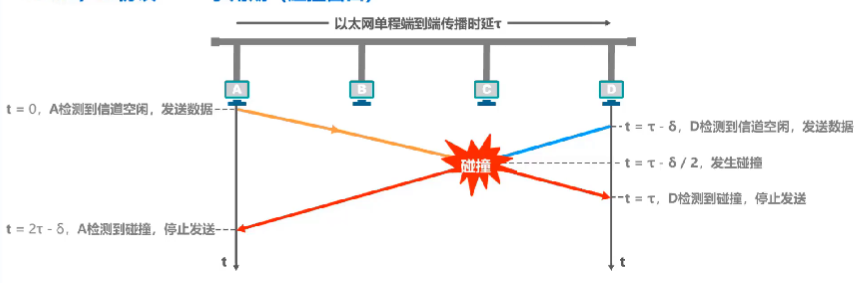 以太网单程端到端传播时延τ
A
B
C
D
t = 0，A检测到信道空闲，发送数据
t = τ - δ，D检测到信道空闲，发送数据
碰撞
t = τ - δ / 2，发生碰撞
t = τ，D检测到碰撞，停止发送
t = 2τ - δ，A检测到碰撞，停止发送
t
t